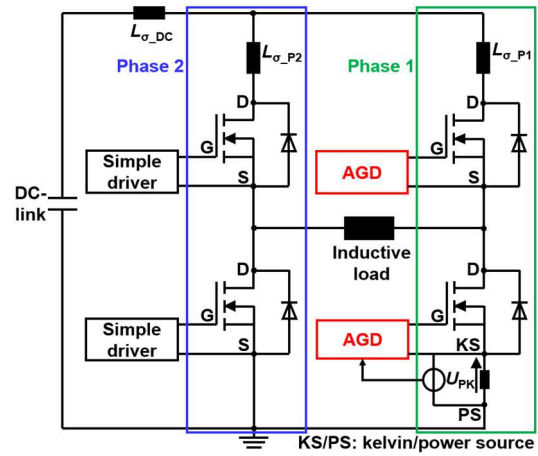 Lσ_DC
Phase 2
Lσ_P2
Phase 1
Lσ_P1
D
G
S
Simple
driver
D
G
S
AGD
DC-
link
Inductive
load
D
G
S
Simple
driver
D
G
KS
AGD
UPK
PS
KS/PS: kelvin/power source